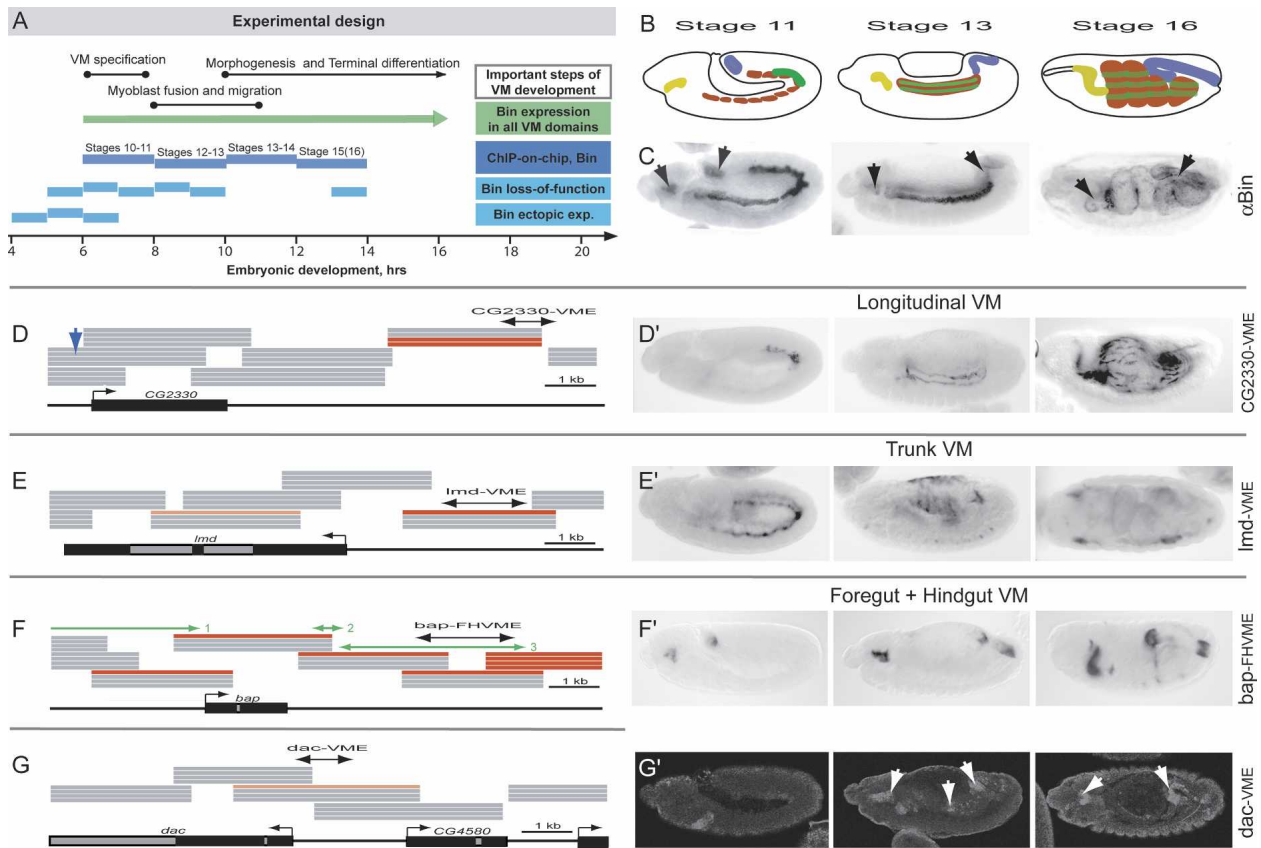 A
Experimental design
VM specification
Morphogenesis and Terminal differentiation
Myoblast fusion and migration
Important steps of
VM development
Bin expression
in all VM domains
Stages 10-11
Stages 12-13
Stages 13-14
Stage 15(16)
ChIP-on-chip, Bin
Bin loss-of-function
Bin ectopic exp.
4 6 8 10 12 14 16 18 20
Embryonic development, hrs
B
Stage 11
Stage 13
Stage 16
C
αBin
D
CG2330-VME
1 kb
CG2330
Longitudinal VM
D'
CG2330-VME
E
lmd-VME
1 kb
lmd
Trunk VM
E'
lmd-VME
F
1
2
bap-FHVME
3
1 kb
bap
Foregut + Hindgut VM
F'
bap-FHVME
G
dac-VME
1 kb
dac
CG4580
G'
dac-VME